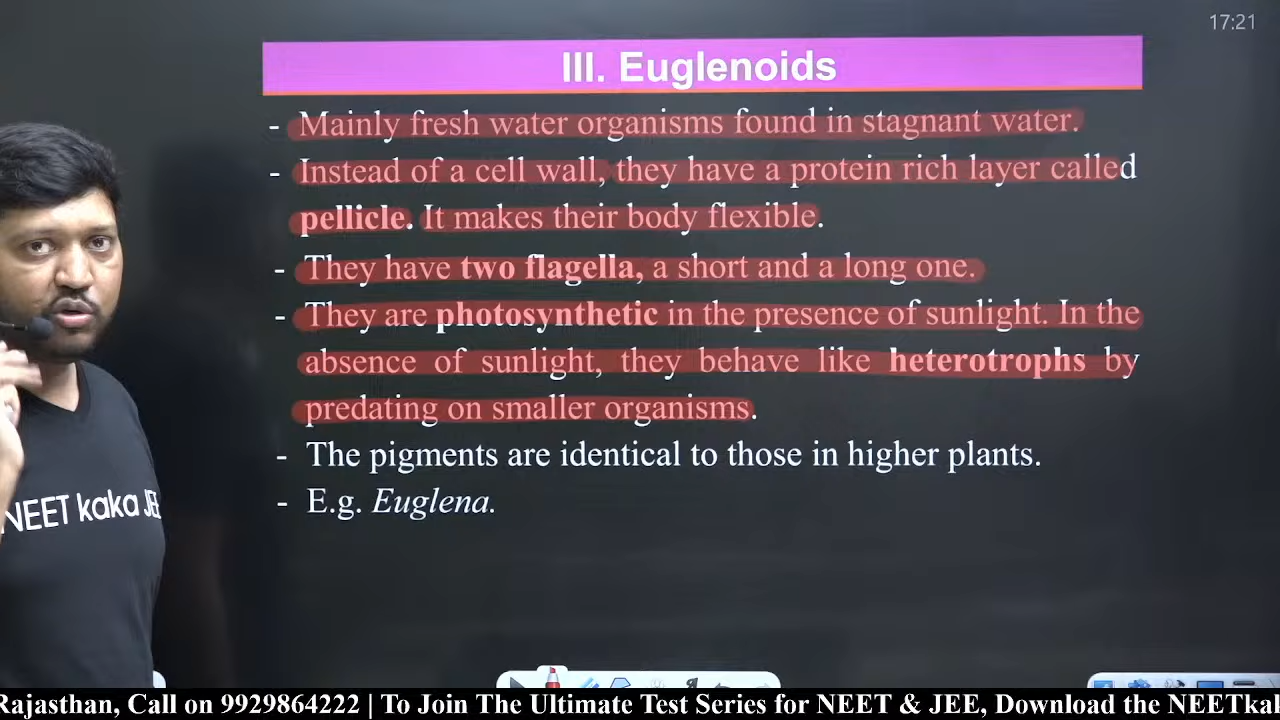 17:21
III. Euglenoids
- Mainly fresh water organisms found in stagnant water.
- Instead of a cell wall, they have a protein rich layer called
pellicle. It makes their body flexible.
- They have two flagella, a short and a long one.
- They are photosynthetic in the presence of sunlight. In the
absence of sunlight, they behave like heterotrophs by
predating on smaller organisms.
- The pigments are identical to those in higher plants.
- E.g. Euglena.
NEET kaka JEE
Rajasthan, Call on 9929864222 | To Join The Ultimate Test Series for NEET & JEE, Download the NEETka